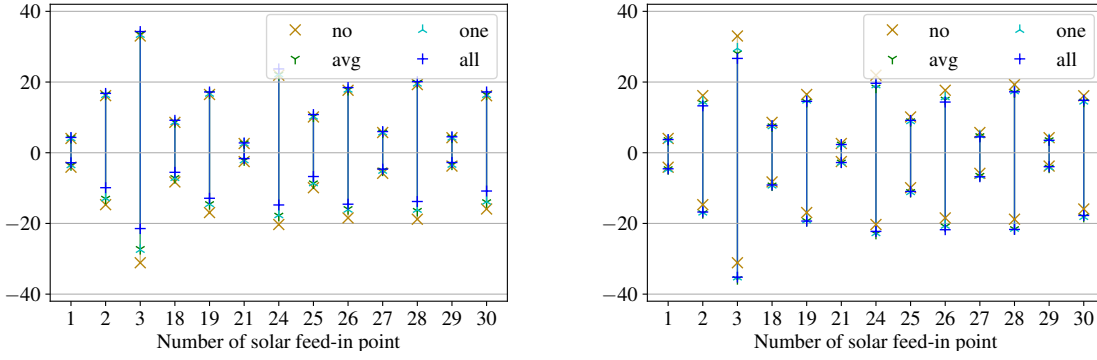 40
20
0
−20
−40
no
avg
one
all
1 2 3 18 19 21 24 25 26 27 28 29 30
Number of solar feed-in point
40
20
0
−20
−40
no
avg
one
all
1 2 3 18 19 21 24 25 26 27 28 29 30
Number of solar feed-in point